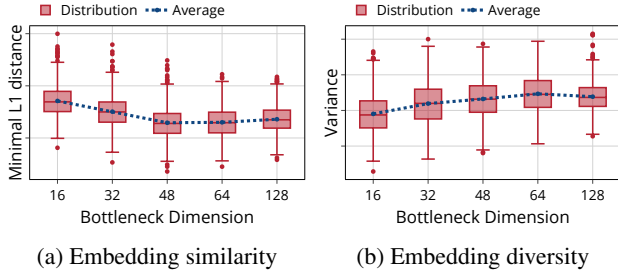 Distribution
Average
Minimal L1 distance
16
32
48
64
128
Bottleneck Dimension
(a) Embedding similarity
Distribution
Average
Variance
16
32
48
64
128
Bottleneck Dimension
(b) Embedding diversity